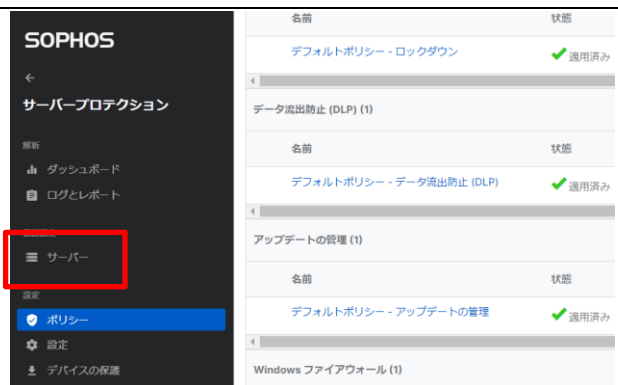 SOPHOS
←
サーバープロテクション
解析
ダッシュボード
ログとレポート
サーバー
設定
ポリシー
設定
デバイスの保護
名前 状態
デフォルトポリシー - ロックダウン 適用済み
データ流出防止 (DLP) (1)
名前 状態
デフォルトポリシー - データ流出防止 (DLP) 適用済み
アップデートの管理 (1)
名前 状態
デフォルトポリシー - アップデートの管理 適用済み
Windows ファイアウォール (1)